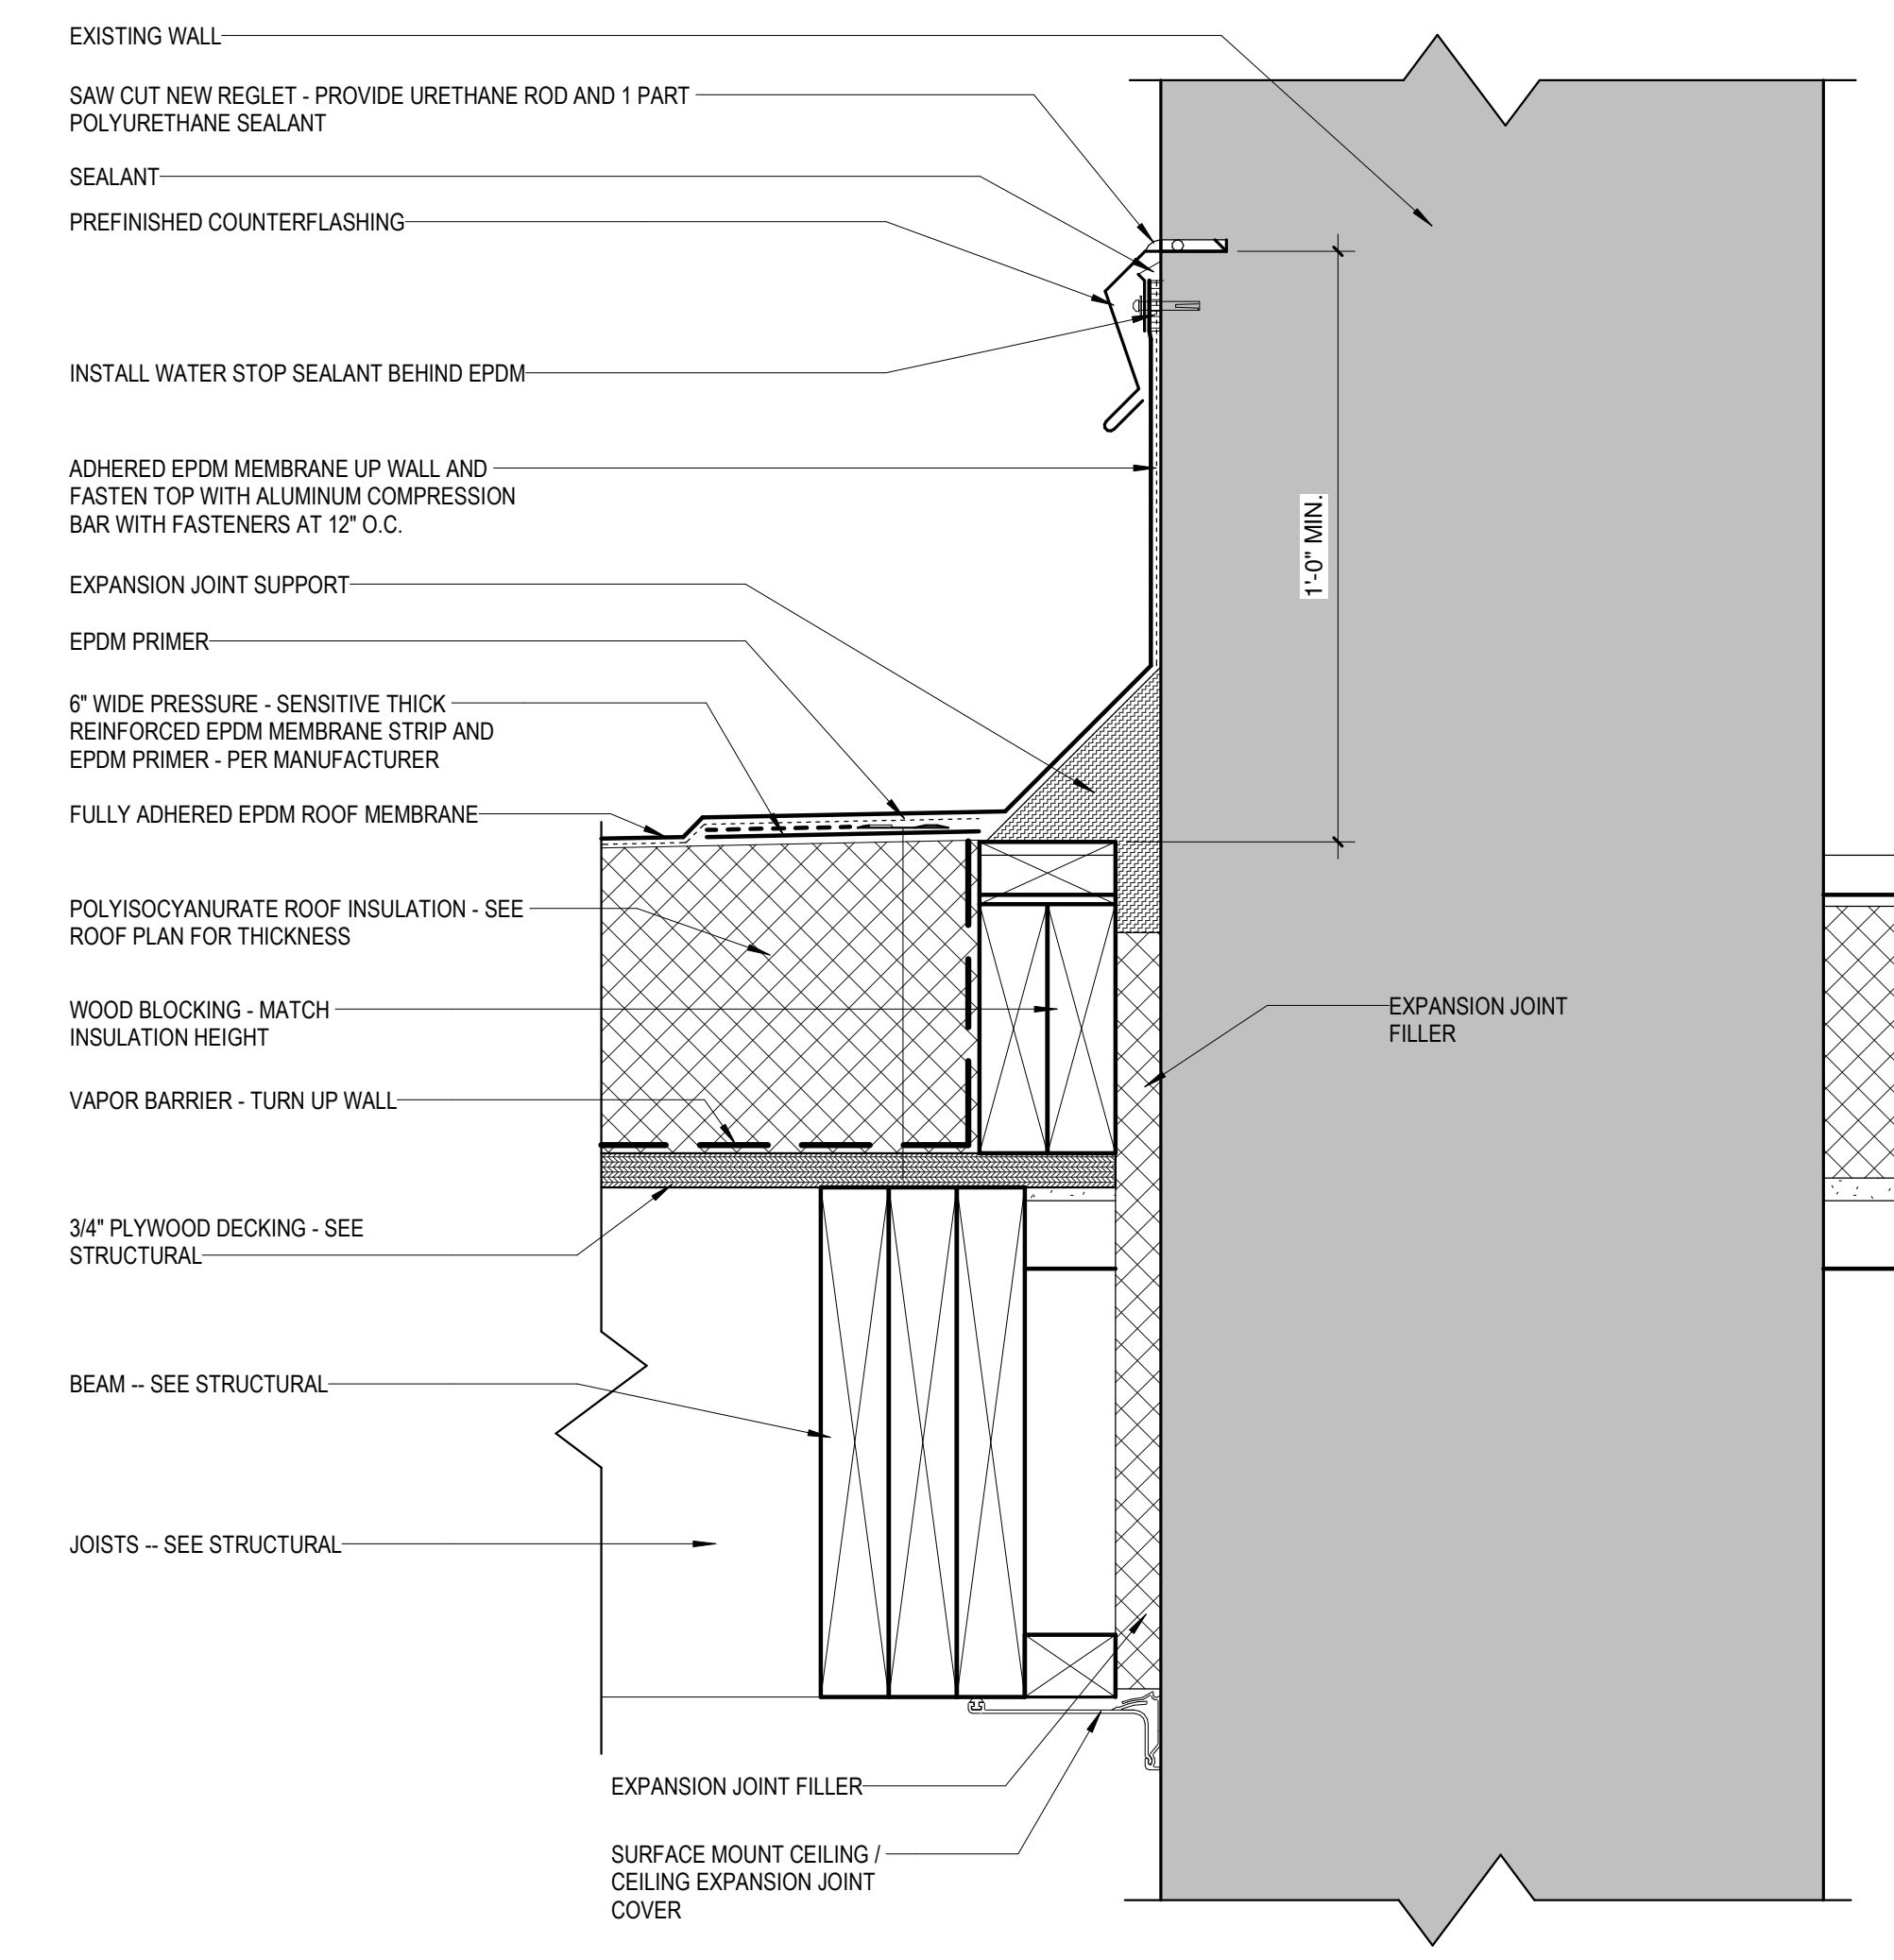 EXISTING WALL
SAW CUT NEW REGLET - PROVIDE URETHANE ROD AND 1 PART
POLYURETHANE SEALANT
SEALANT
PREFINISHED COUNTERFLASHING
INSTALL WATER STOP SEALANT BEHIND EPDM
ADHERED EPDM MEMBRANE UP WALL AND
FASTEN TOP WITH ALUMINUM COMPRESSION
BAR WITH FASTENERS AT 12" O.C.
1'-0" MIN.
EXPANSION JOINT SUPPORT
EPDM PRIMER
6" WIDE PRESSURE - SENSITIVE THICK
REINFORCED EPDM MEMBRANE STRIP AND
EPDM PRIMER - PER MANUFACTURER
FULLY ADHERED EPDM ROOF MEMBRANE
POLYISOCYANURATE ROOF INSULATION - SEE
ROOF PLAN FOR THICKNESS
WOOD BLOCKING - MATCH
INSULATION HEIGHT
EXPANSION JOINT
FILLER
VAPOR BARRIER - TURN UP WALL
3/4" PLYWOOD DECKING - SEE
STRUCTURAL
BEAM -- SEE STRUCTURAL
JOISTS -- SEE STRUCTURAL
EXPANSION JOINT FILLER
SURFACE MOUNT CEILING /
CEILING EXPANSION JOINT
COVER